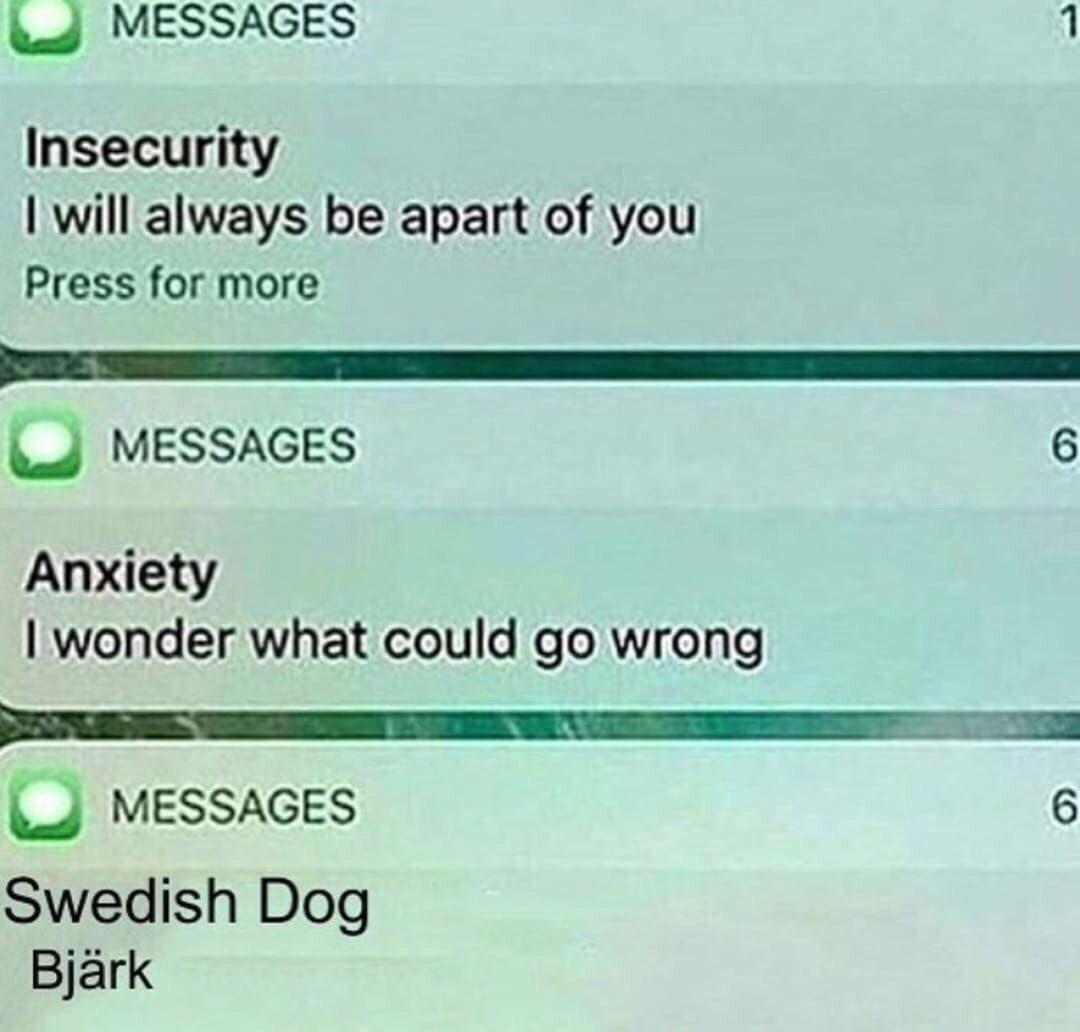 MESSAGES 1
Insecurity
I will always be apart of you
Press for more
MESSAGES 6
Anxiety
I wonder what could go wrong
MESSAGES 6
Swedish Dog
Bjärk